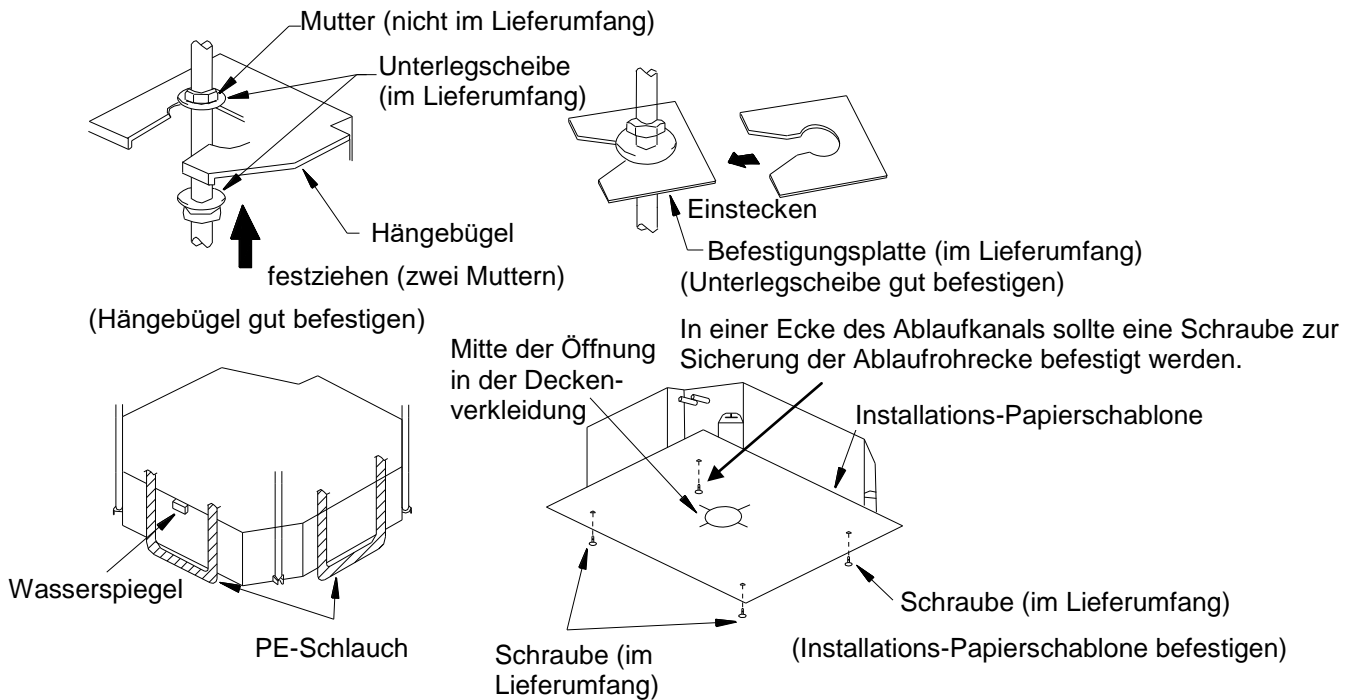 Mutter (nicht im Lieferumfang)
Unterlegscheibe
(im Lieferumfang)
Hängebügel
festziehen (zwei Muttern)
(Hängebügel gut befestigen)
Einstecken
Befestigungsplatte (im Lieferumfang)
(Unterlegscheibe gut befestigen)
In einer Ecke des Ablaufkanals sollte eine Schraube zur
Sicherung der Ablaufrohrecke befestigt werden.
Mitte der Öffnung
in der Decken-
verkleidung
Installations-Papierschablone
Wasserspiegel
PE-Schlauch
Schraube (im Lieferumfang)
Schraube (im
Lieferumfang)
(Installations-Papierschablone befestigen)